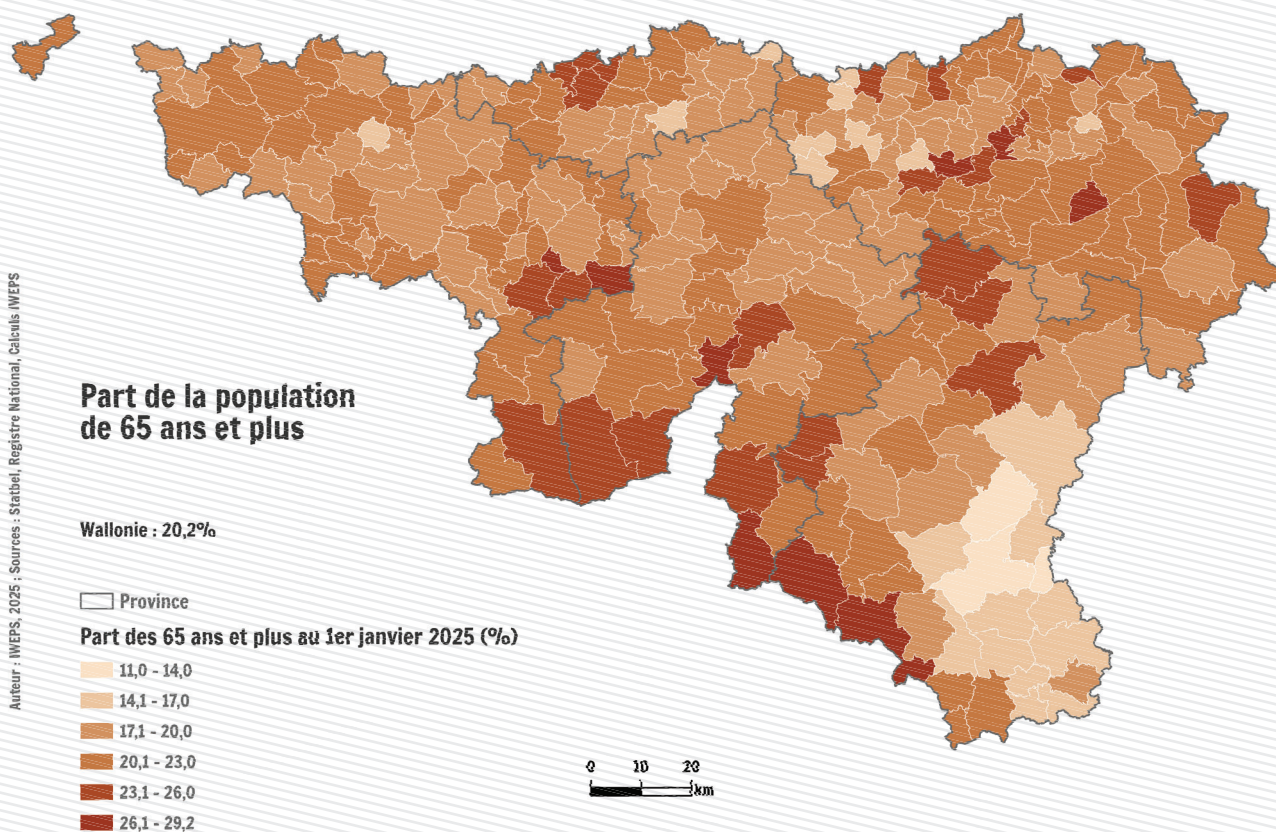 Part de la population
de 65 ans et plus
Wallonie : 20,2%
Province
Part des 65 ans et plus au 1er janvier 2025 (%)
11,0 - 14,0
14,1 - 17,0
17,1 - 20,0
20,1 - 23,0
23,1 - 26,0
26,1 - 29,2
0 10 20
km
Auteur : IWEPS, 2025 ; Sources : Statbel, Registre National, Calculs IWEPS